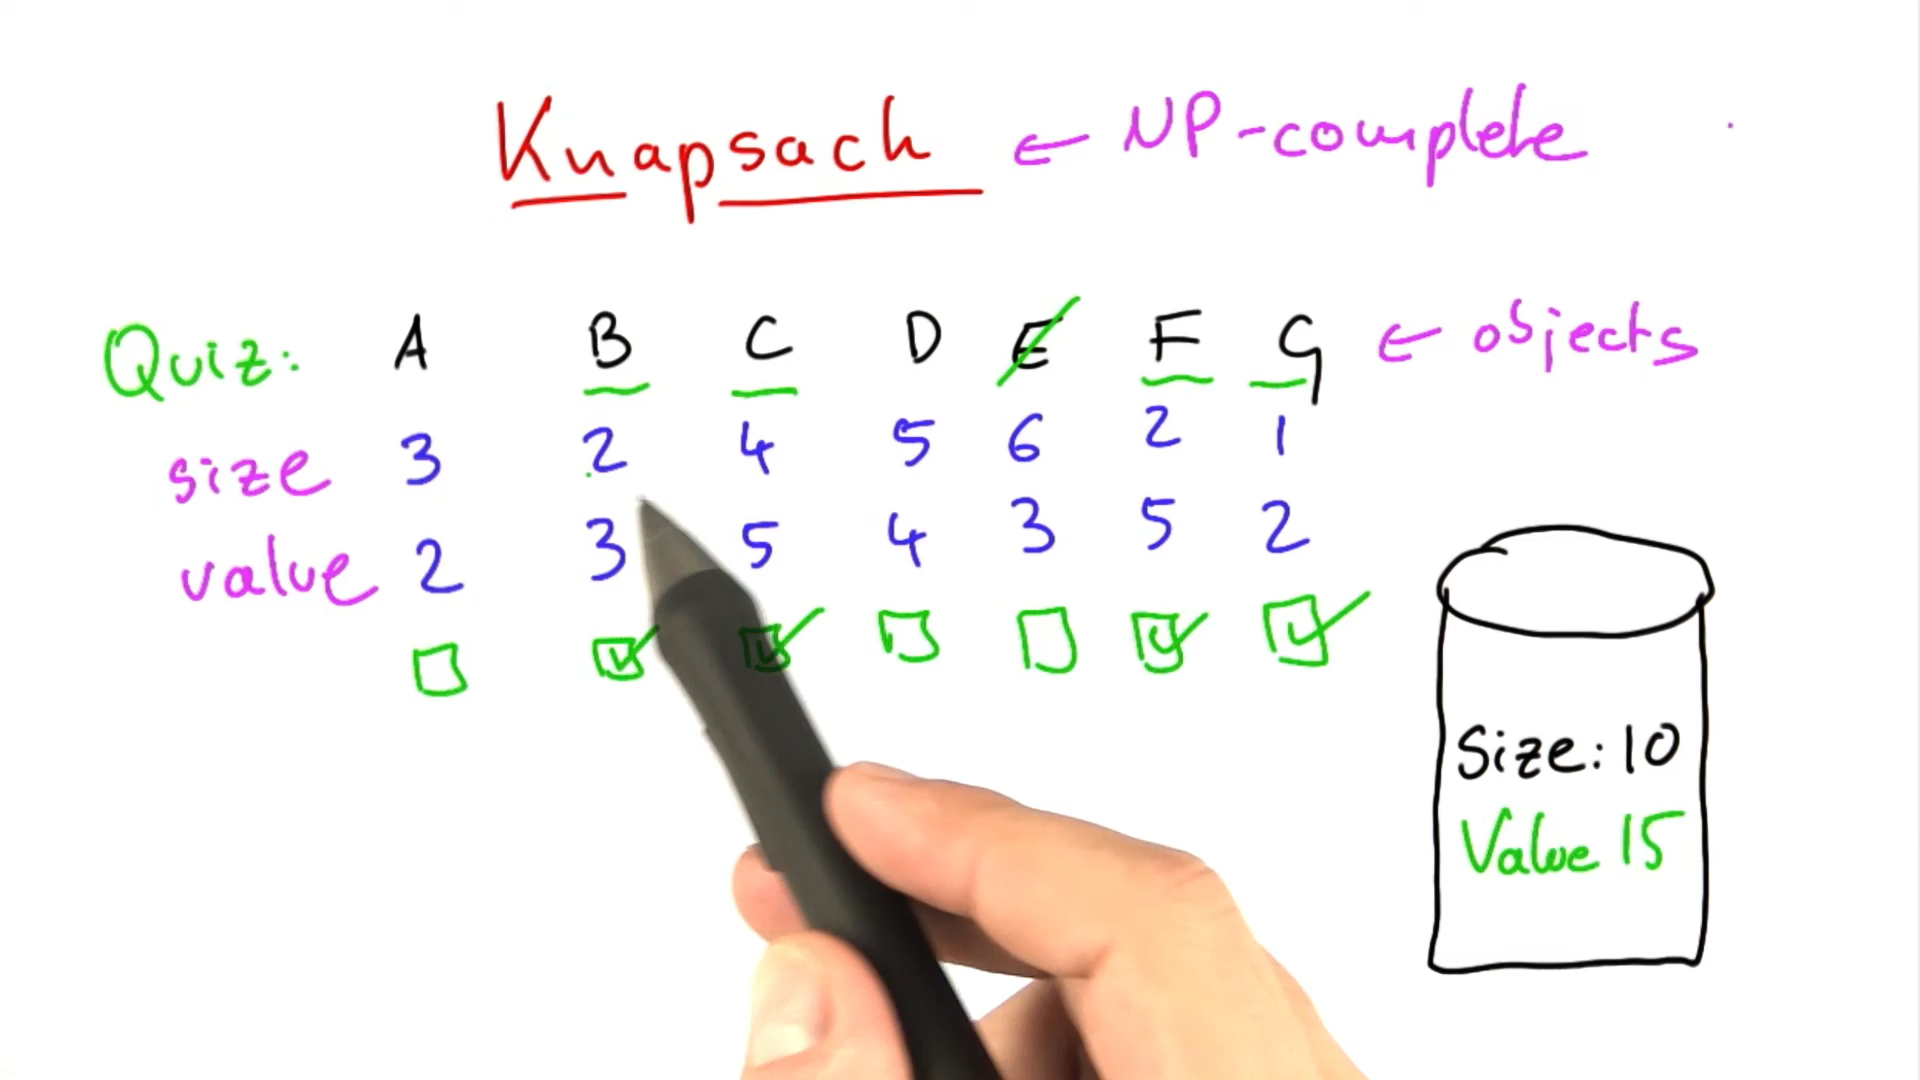 Knapsack ← NP-complete
Quiz: A B C D E F G ← objects
size 3 2 4 5 6 2 1
value 2 3 5 4 3 5 2
Size: 10
Value 15